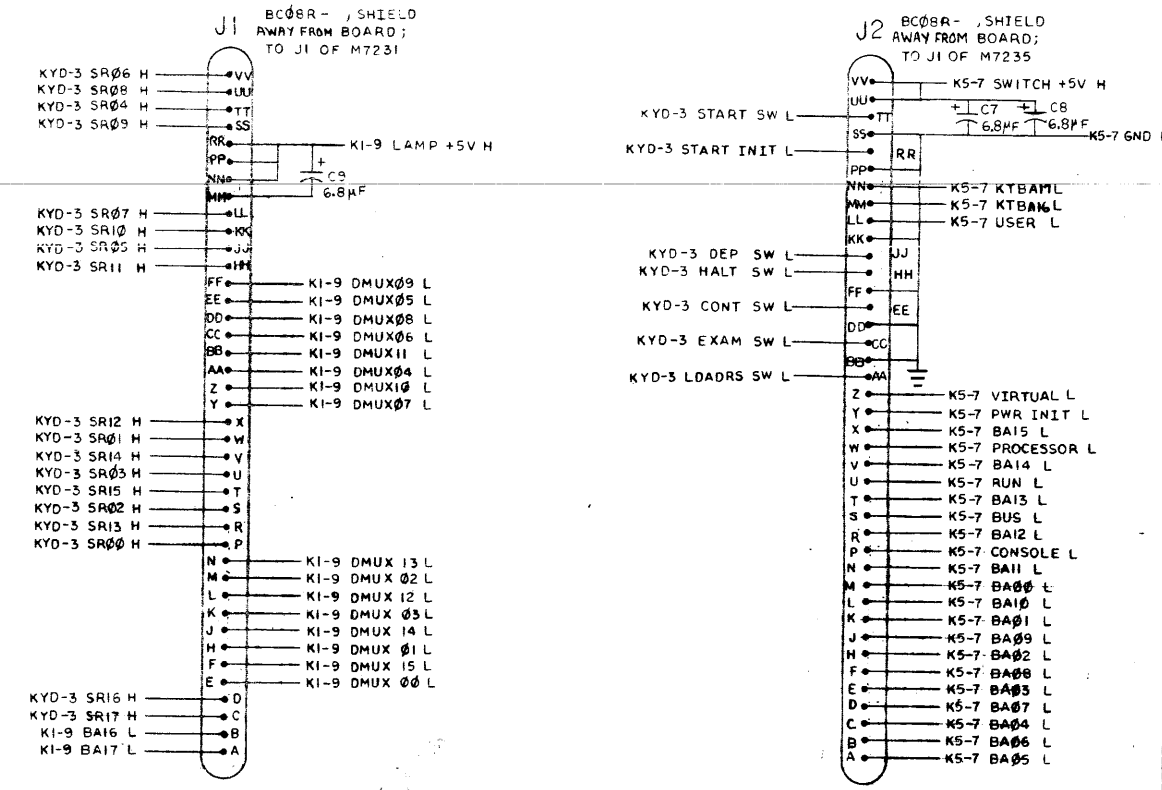 J1
BCØ8R- , SHIELD
AWAY FROM BOARD;
TO J1 OF M7231
KYD-3 SRØ6 H VV
KYD-3 SRØ8 H UU
KYD-3 SRØ4 H TT
KYD-3 SRØ9 H SS
RR K1-9 LAMP +5V H
PP
NN + C9
MM 6.8µF
KYD-3 SRØ7 H LL
KYD-3 SR1Ø H KK
KYD-3 SRØ5 H JJ
KYD-3 SR11 H HH
FF K1-9 DMUXØ9 L
EE K1-9 DMUXØ5 L
DD K1-9 DMUXØ8 L
CC K1-9 DMUXØ6 L
BB K1-9 DMUX11 L
AA K1-9 DMUXØ4 L
Z K1-9 DMUX1Ø L
Y K1-9 DMUXØ7 L
KYD-3 SR12 H X
KYD-3 SRØ1 H W
KYD-3 SR14 H V
KYD-3 SRØ3 H U
KYD-3 SR15 H T
KYD-3 SRØ2 H S
KYD-3 SR13 H R
KYD-3 SRØØ H P
N K1-9 DMUX 13 L
M K1-9 DMUX Ø2 L
L K1-9 DMUX 12 L
K K1-9 DMUX Ø3 L
J K1-9 DMUX 14 L
H K1-9 DMUX Ø1 L
F K1-9 DMUX 15 L
E K1-9 DMUX ØØ L
KYD-3 SR16 H D
KYD-3 SR17 H C
K1-9 BA16 L B
K1-9 BA17 L A
J2
BCØ8R- , SHIELD
AWAY FROM BOARD;
TO J1 OF M7235
VV K5-7 SWITCH +5V H
UU + C7 + C8
KYD-3 START SW L TT 6.8µF 6.8µF
SS K5-7 GND
KYD-3 START INIT L RR
PP
NN K5-7 KTBA17 L
MM K5-7 KTBA16 L
LL K5-7 USER L
KK
KYD-3 DEP SW L JJ
KYD-3 HALT SW L HH
FF
KYD-3 CONT SW L EE
DD
KYD-3 EXAM SW L CC
BB
KYD-3 LOADRS SW L AA
Z K5-7 VIRTUAL L
Y K5-7 PWR INIT L
X K5-7 BA15 L
W K5-7 PROCESSOR L
V K5-7 BA14 L
U K5-7 RUN L
T K5-7 BA13 L
S K5-7 BUS L
R K5-7 BA12 L
P K5-7 CONSOLE L
N K5-7 BA11 L
M K5-7 BAØØ L
L K5-7 BA1Ø L
K K5-7 BAØ1 L
J K5-7 BAØ9 L
H K5-7 BAØ2 L
F K5-7 BAØ8 L
E K5-7 BAØ3 L
D K5-7 BAØ7 L
C K5-7 BAØ4 L
B K5-7 BAØ6 L
A K5-7 BAØ5 L